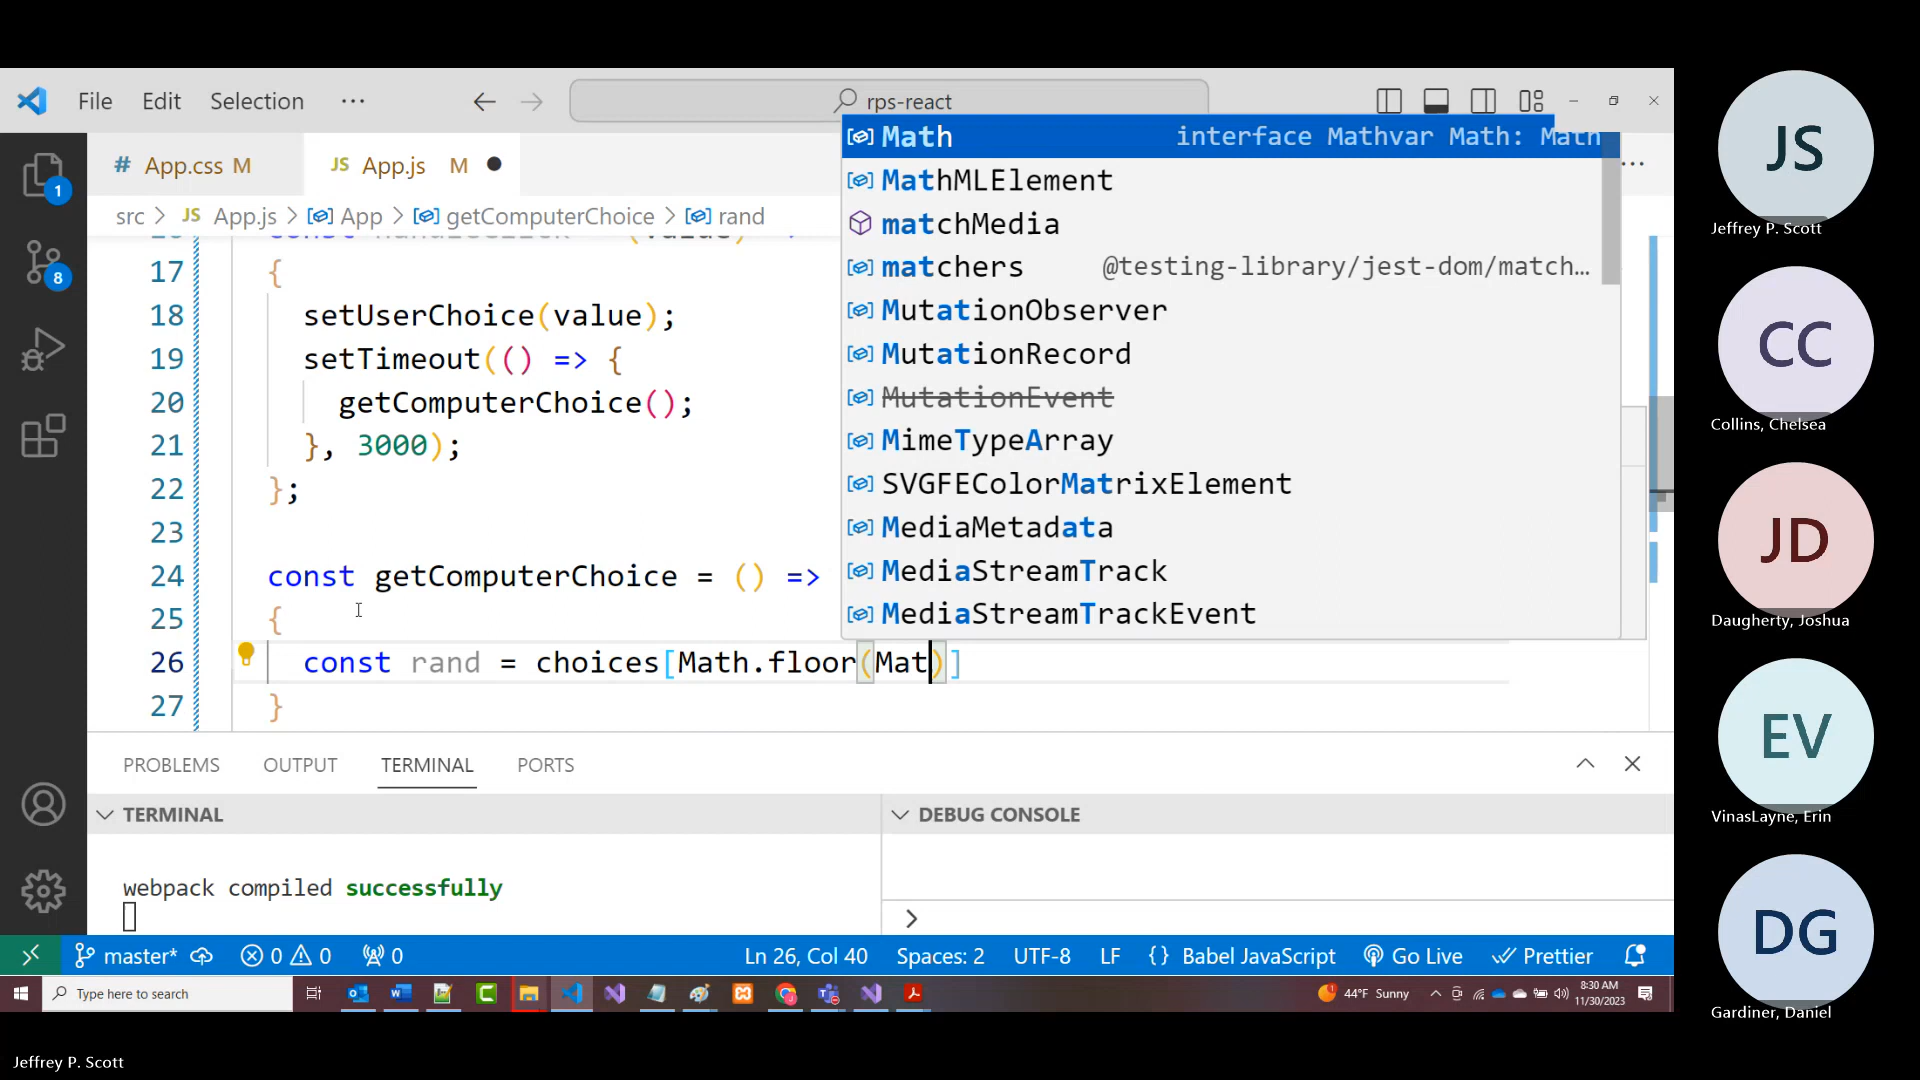 File Edit Selection ··· rps-react
# App.css M JS App.js M
src > JS App.js > App > getComputerChoice > rand
17 {
18 setUserChoice(value);
19 setTimeout(() => {
20 getComputerChoice();
21 }, 3000);
22 };
23
24 const getComputerChoice = () =>
25 {
26 const rand = choices[Math.floor(Mat)]
27 }
Math interface Mathvar Math: Math
MathMLElement
matchMedia
matchers @testing-library/jest-dom/match…
MutationObserver
MutationRecord
MutationEvent
MimeTypeArray
SVGFEColorMatrixElement
MediaMetadata
MediaStreamTrack
MediaStreamTrackEvent
1
8
PROBLEMS OUTPUT TERMINAL PORTS
TERMINAL
DEBUG CONSOLE
webpack compiled successfully
>
master* 0 0 0 Ln 26, Col 40 Spaces: 2 UTF-8 LF {} Babel JavaScript Go Live Prettier
Type here to search
44°F Sunny
8:30 AM
11/30/2023
JS
Jeffrey P. Scott
CC
Collins, Chelsea
JD
Daugherty, Joshua
EV
VinasLayne, Erin
DG
Gardiner, Daniel
Jeffrey P. Scott